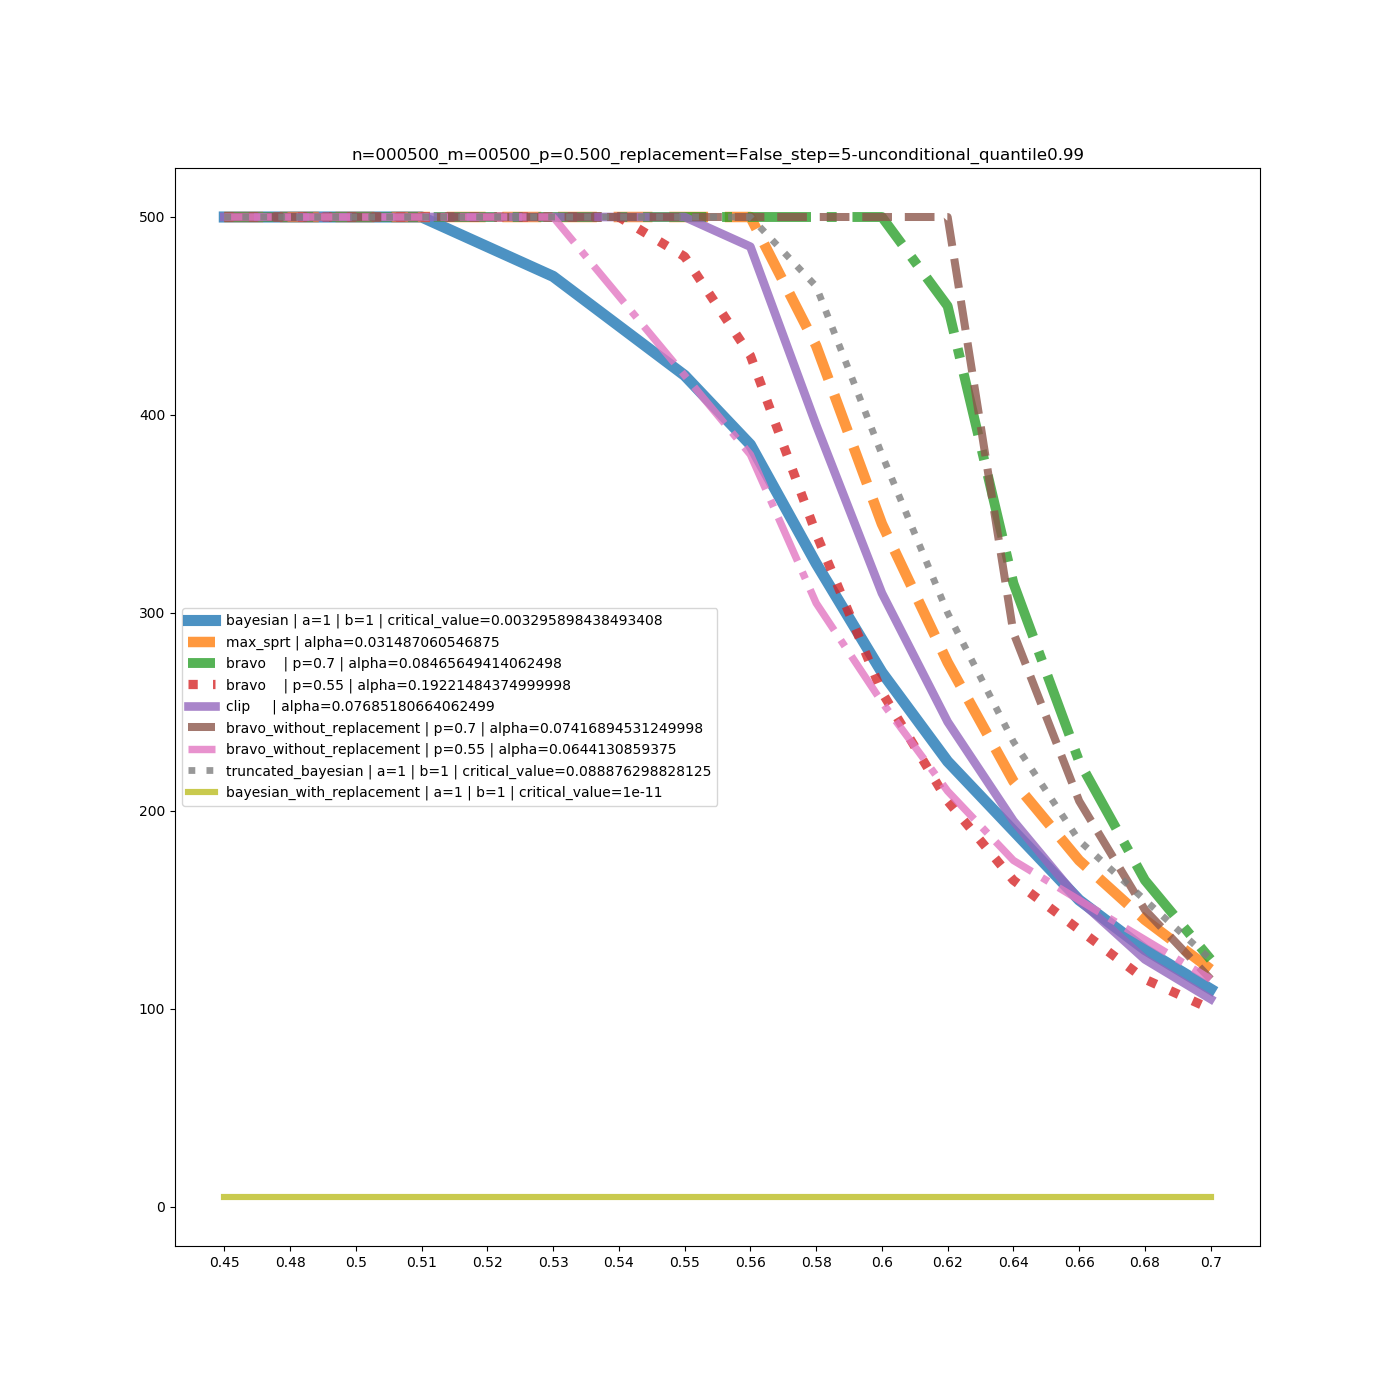 n=000500_m=00500_p=0.500_replacement=False_step=5-unconditional_quantile0.99
500
400
300
200
100
0
bayesian | a=1 | b=1 | critical_value=0.003295898438493408
max_sprt | alpha=0.031487060546875
bravo | p=0.7 | alpha=0.08465649414062498
bravo | p=0.55 | alpha=0.19221484374999998
clip | alpha=0.07685180664062499
bravo_without_replacement | p=0.7 | alpha=0.07416894531249998
bravo_without_replacement | p=0.55 | alpha=0.0644130859375
truncated_bayesian | a=1 | b=1 | critical_value=0.088876298828125
bayesian_with_replacement | a=1 | b=1 | critical_value=1e-11
0.45 0.48 0.5 0.51 0.52 0.53 0.54 0.55 0.56 0.58 0.6 0.62 0.64 0.66 0.68 0.7